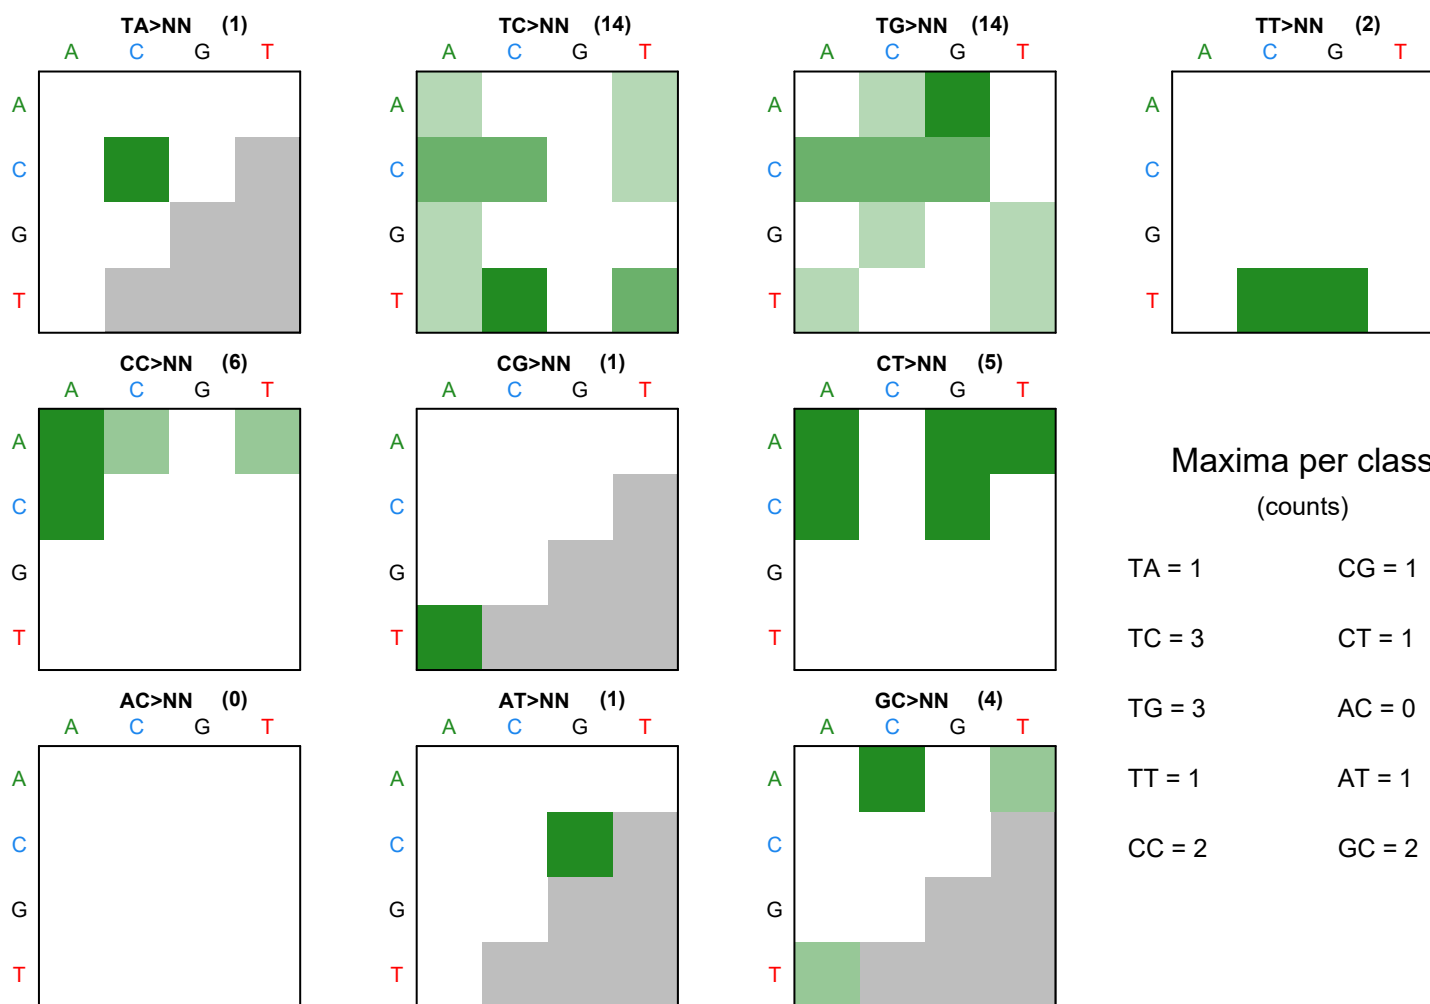 TA>NN (1) TC>NN (14) TG>NN (14) TT>NN (2)
A C G T A C G T A C G T A C G T
A A A A
C C C C
G G G G
T T T T
CC>NN (6) CG>NN (1) CT>NN (5)
A C G T A C G T A C G T
A A A
Maxima per class
C C C
(counts)
G G G
TA = 1 CG = 1
T T T
TC = 3 CT = 1
AC>NN (0) AT>NN (1) GC>NN (4)
TG = 3 AC = 0
A C G T A C G T A C G T
A A A
TT = 1 AT = 1
C C C
CC = 2 GC = 2
G G G
T T T